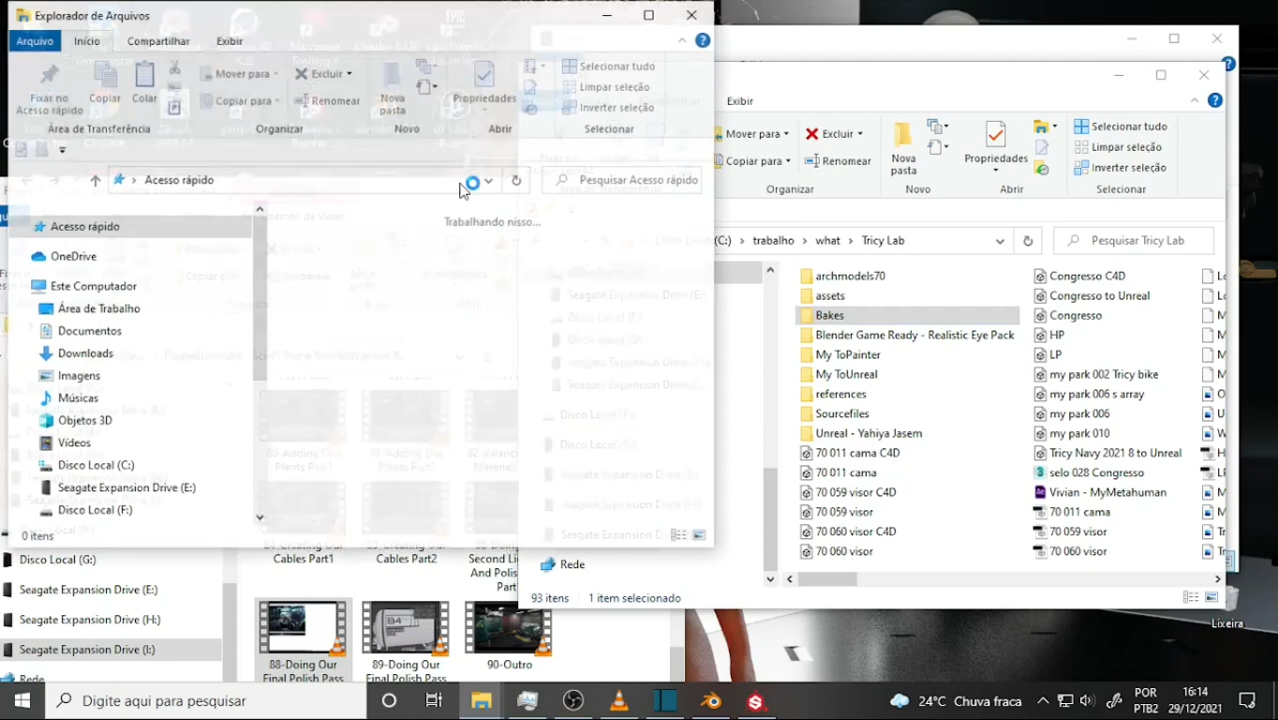 Explorador de Arquivos
Arquivo Início Compartilhar Exibir
Fixar no Acesso rápido
Copiar
Colar
Mover para
Copiar para
Excluir
Renomear
Nova pasta
Propriedades
Selecionar tudo
Limpar seleção
Inverter seleção
Área de Transferência Organizar Novo Abrir Selecionar
Acesso rápido
Pesquisar Acesso rápido
Trabalhando nisso...
Acesso rápido
OneDrive
Este Computador
Área de Trabalho
Documentos
Downloads
Imagens
Músicas
Objetos 3D
Vídeos
Disco Local (C:)
Seagate Expansion Drive (E:)
Disco Local (F:)
0 itens
Disco Local (G:)
Seagate Expansion Drive (E:)
Seagate Expansion Drive (H:)
Seagate Expansion Drive (I:)
Rede
Cables Part1
Cables Part2
88-Doing Our Final Polish Pass
89-Doing Our Final Polish Pass
90-Outro
Exibir
Mover para
Copiar para
Excluir
Renomear
Nova pasta
Propriedades
Selecionar tudo
Limpar seleção
Inverter seleção
Organizar Novo Abrir Selecionar
(C:) trabalho what Tricy Lab
Pesquisar Tricy Lab
archmodels70
assets
Bakes
Blender Game Ready - Realistic Eye Pack
My ToPainter
My ToUnreal
references
Sourcefiles
Unreal - Yahiya Jasem
70 011 cama C4D
70 011 cama
70 059 visor C4D
70 059 visor
70 060 visor C4D
70 060 visor
Congresso C4D
Congresso to Unreal
Congresso
HP
LP
my park 002 Tricy bike
my park 006 s array
my park 006
my park 010
Tricy Navy 2021 8 to Unreal
selo 028 Congresso
Vivian - MyMetahuman
70 011 cama
70 059 visor
70 060 visor
Rede
93 itens 1 item selecionado
Lixeira
Digite aqui para pesquisar
24°C Chuva fraca
POR
PTB2
16:14
29/12/2021